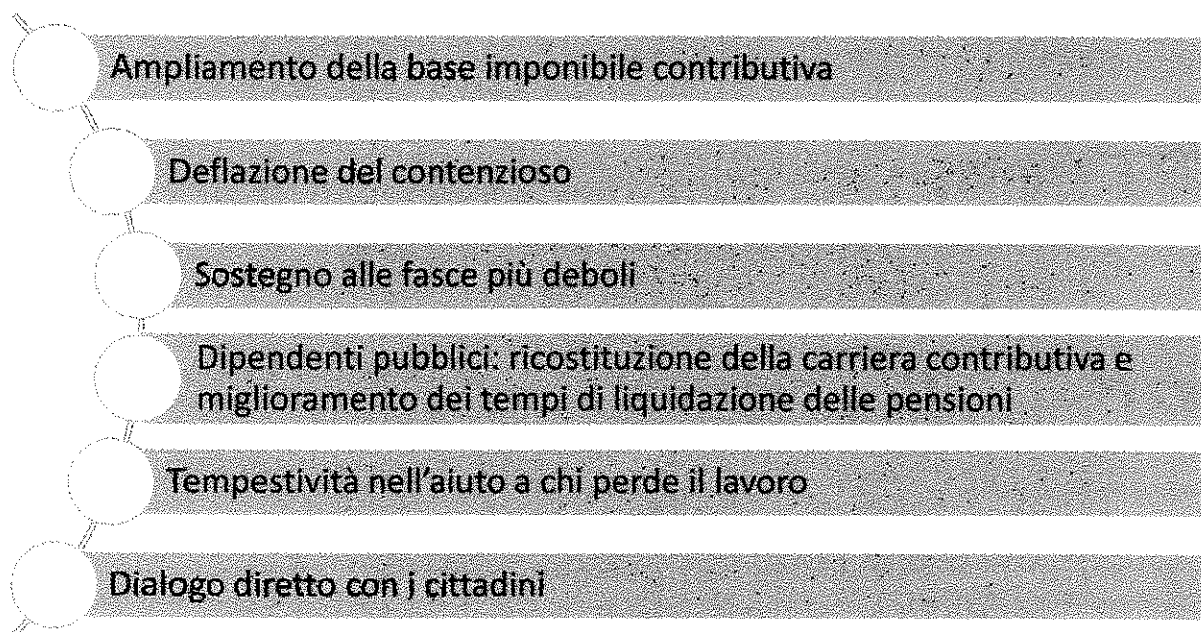 Ampliamento della base imponibile contributiva
Deflazione del contenzioso
Sostegno alle fasce più deboli
Dipendenti pubblici: ricostituzione della carriera contributiva e
miglioramento dei tempi di liquidazione delle pensioni
Tempestività nell'aiuto a chi perde il lavoro
Dialogo diretto con i cittadini